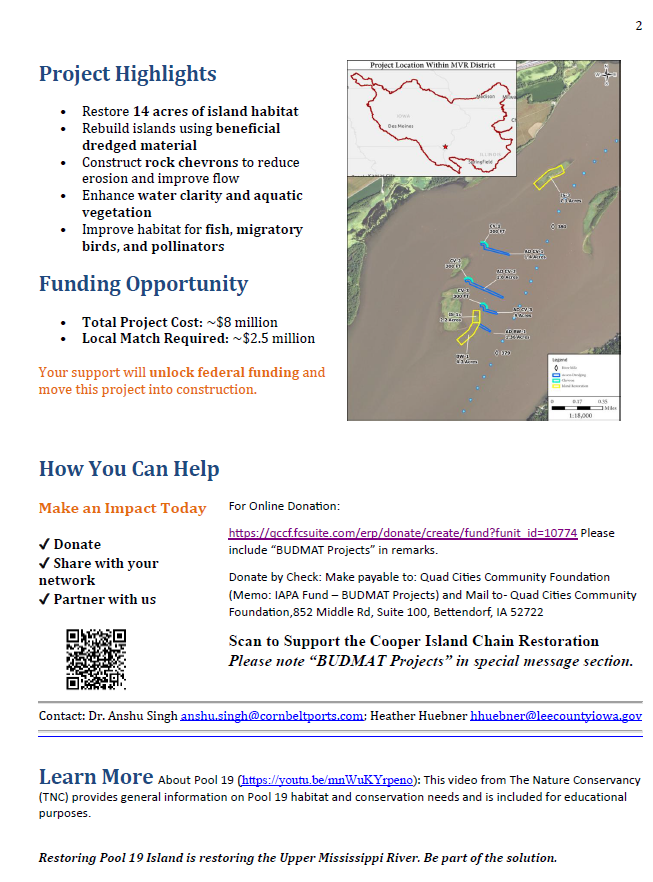 2
Project Highlights
• Restore 14 acres of island habitat
• Rebuild islands using beneficial
dredged material
• Construct rock chevrons to reduce
erosion and improve flow
• Enhance water clarity and aquatic
vegetation
• Improve habitat for fish, migratory
birds, and pollinators
Project Location Within MVR District
Madison
IOWA
Des Moines
ILLINOIS
Springfield
Legend
0 0.17 0.35
Miles
1:18,000
Funding Opportunity
• Total Project Cost: ~$8 million
• Local Match Required: ~$2.5 million
Your support will unlock federal funding and
move this project into construction.
How You Can Help
Make an Impact Today
✔ Donate
✔ Share with your
network
✔ Partner with us
For Online Donation:
https://qccf.fcsuite.com/erp/donate/create/fund?funit_id=10774 Please
include “BUDMAT Projects” in remarks.
Donate by Check: Make payable to: Quad Cities Community Foundation
(Memo: IAPA Fund – BUDMAT Projects) and Mail to- Quad Cities Community
Foundation,852 Middle Rd, Suite 100, Bettendorf, IA 52722
Scan to Support the Cooper Island Chain Restoration
Please note “BUDMAT Projects” in special message section.
Contact: Dr. Anshu Singh anshu.singh@cornbeltports.com; Heather Huebner hhuebner@leecountyiowa.gov
Learn More About Pool 19 (https://youtu.be/mnWuKYrpeno): This video from The Nature Conservancy
(TNC) provides general information on Pool 19 habitat and conservation needs and is included for educational
purposes.
Restoring Pool 19 Island is restoring the Upper Mississippi River. Be part of the solution.